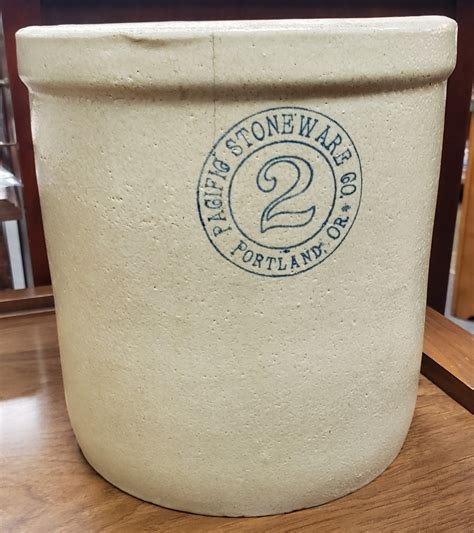 PACIFIC STONEWARE CO.
2
PORTLAND, OR.